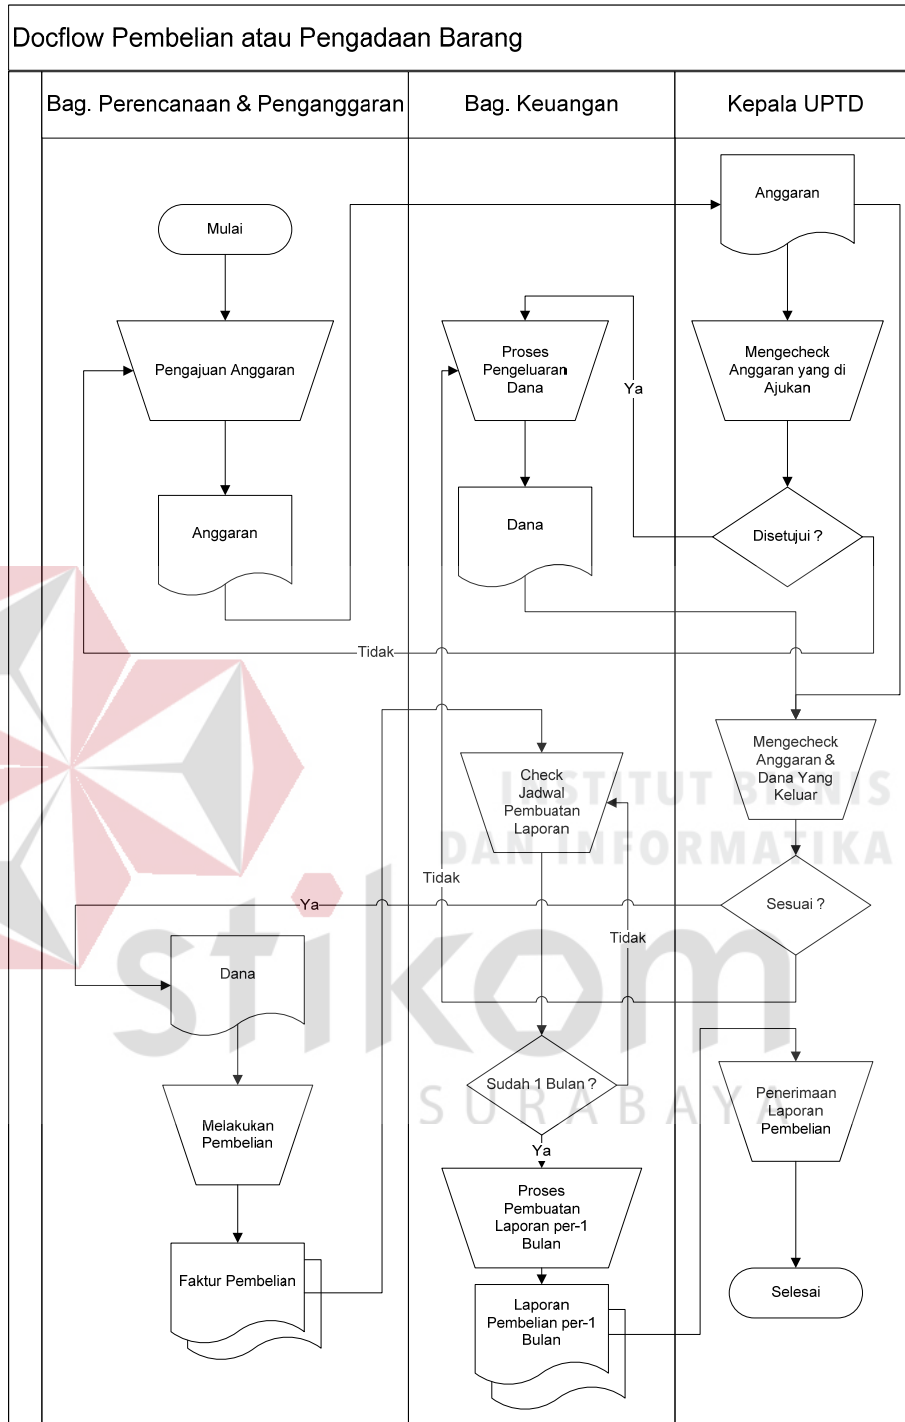 Docflow Pembelian atau Pengadaan Barang
Bag. Perencanaan & Penganggaran
Bag. Keuangan
Kepala UPTD
Anggaran
Mulai
Pengajuan Anggaran
Proses
Pengeluaran
Dana
Ya
Mengecheck
Anggaran yang di
Ajukan
Anggaran
Dana
Disetujui ?
Tidak
Mengecheck
Anggaran &
Dana Yang
Keluar
Check
Jadwal
Pembuatan
Laporan
INSTITUT BISNIS
DAN INFORMATIKA
Tidak
Ya
Sesuai ?
Tidak
Dana
stikom
SURABAYA
Sudah 1 Bulan ?
Melakukan
Pembelian
Penerimaan
Laporan
Pembelian
Ya
Proses
Pembuatan
Laporan per-1
Bulan
Faktur Pembelian
Selesai
Laporan
Pembelian per-1
Bulan